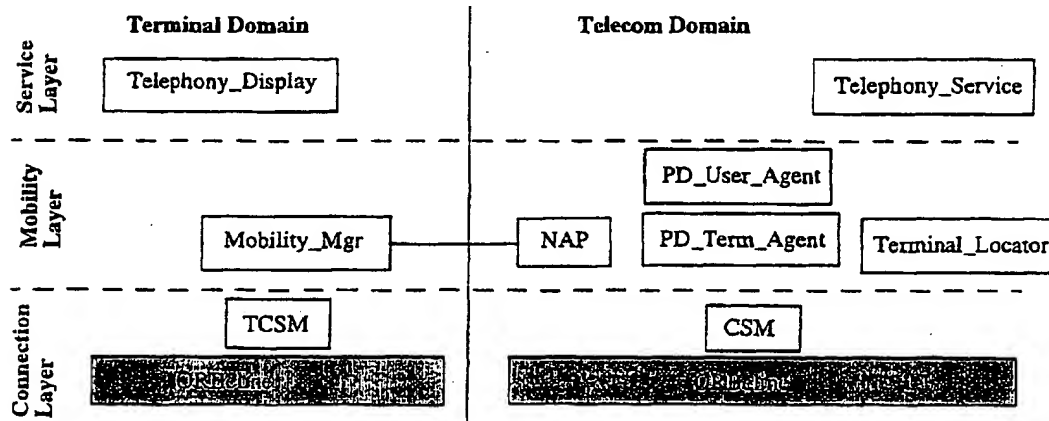 Terminal Domain
Telecom Domain
Service
Layer
Telephony_Display
Telephony_Service
Mobility
Layer
PD_User_Agent
Mobility_Mgr
NAP
PD_Term_Agent
Terminal_Locator
Connection
Layer
TCSM
CSM